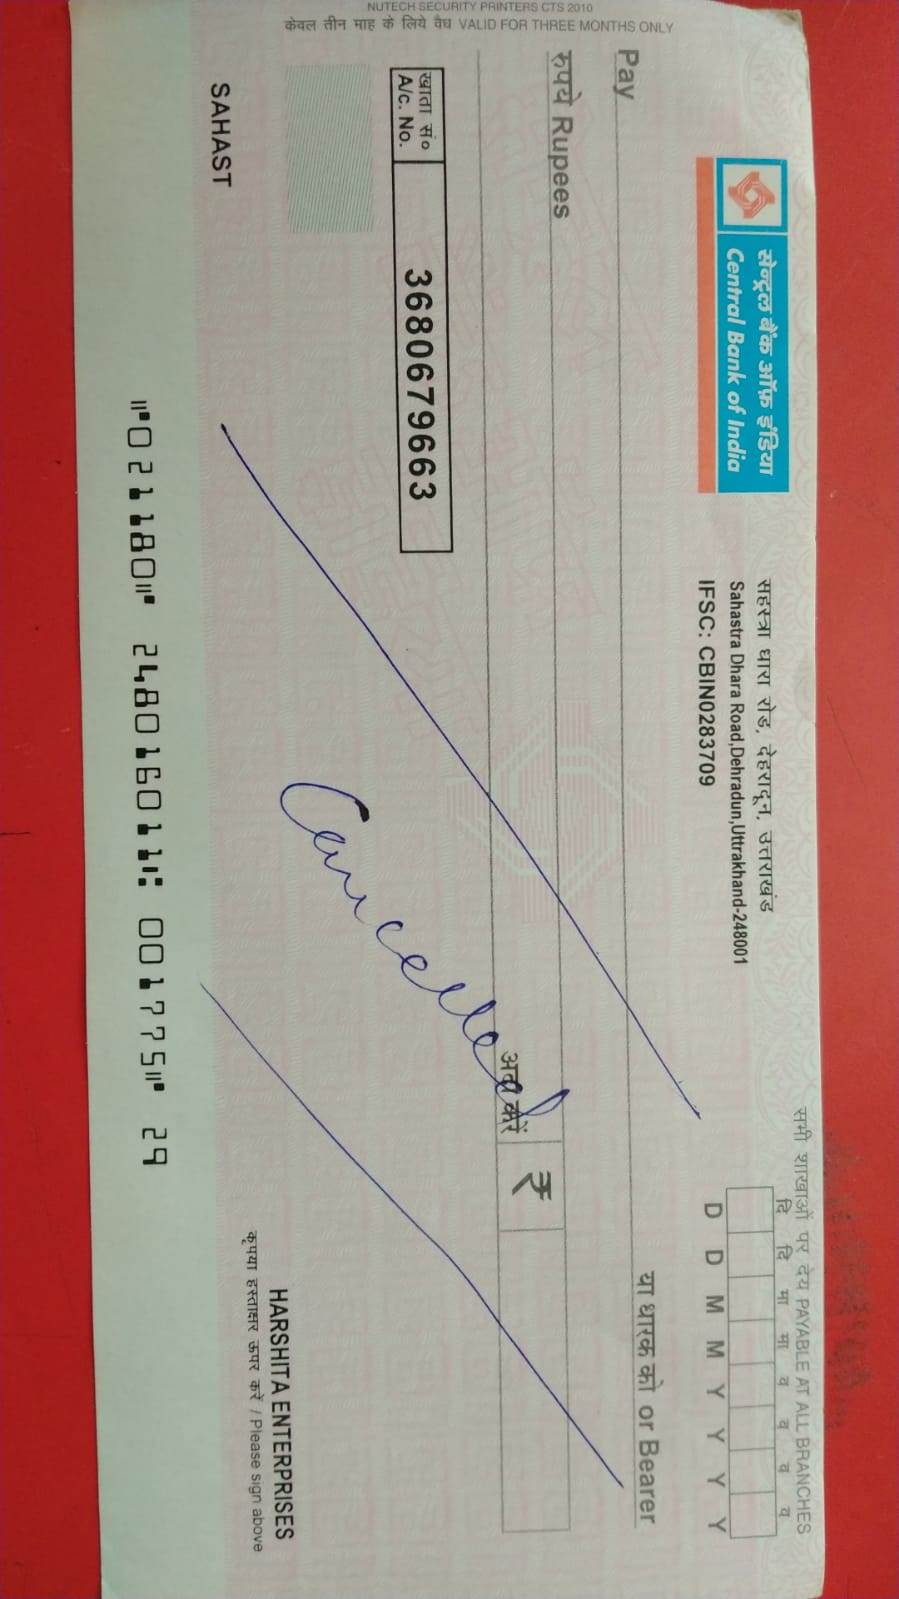 सभी शाखाओं पर देय PAYABLE AT ALL BRANCHES
सेन्ट्रल बैंक ऑफ़ इंडिया
Central Bank of India
सहस्त्रा धारा रोड, देहरादून, उत्तराखंड
Sahastra Dhara Road,Dehradun,Uttrakhand-248001
IFSC: CBIN0283709
दि दि मा मा व व व व
D D M M Y Y Y Y
Pay
या धारक को or Bearer
रुपये Rupees
अदा करें ₹
खाता सं०
A/c. No.
3680679663
Cancelled
HARSHITA ENTERPRISES
कृपया हस्ताक्षर ऊपर करें / Please sign above
SAHAST
⑈021180⑈ 248016011⑆ 001775⑈ 29
NUTECH SECURITY PRINTERS CTS 2010
केवल तीन माह के लिये वैध VALID FOR THREE MONTHS ONLY